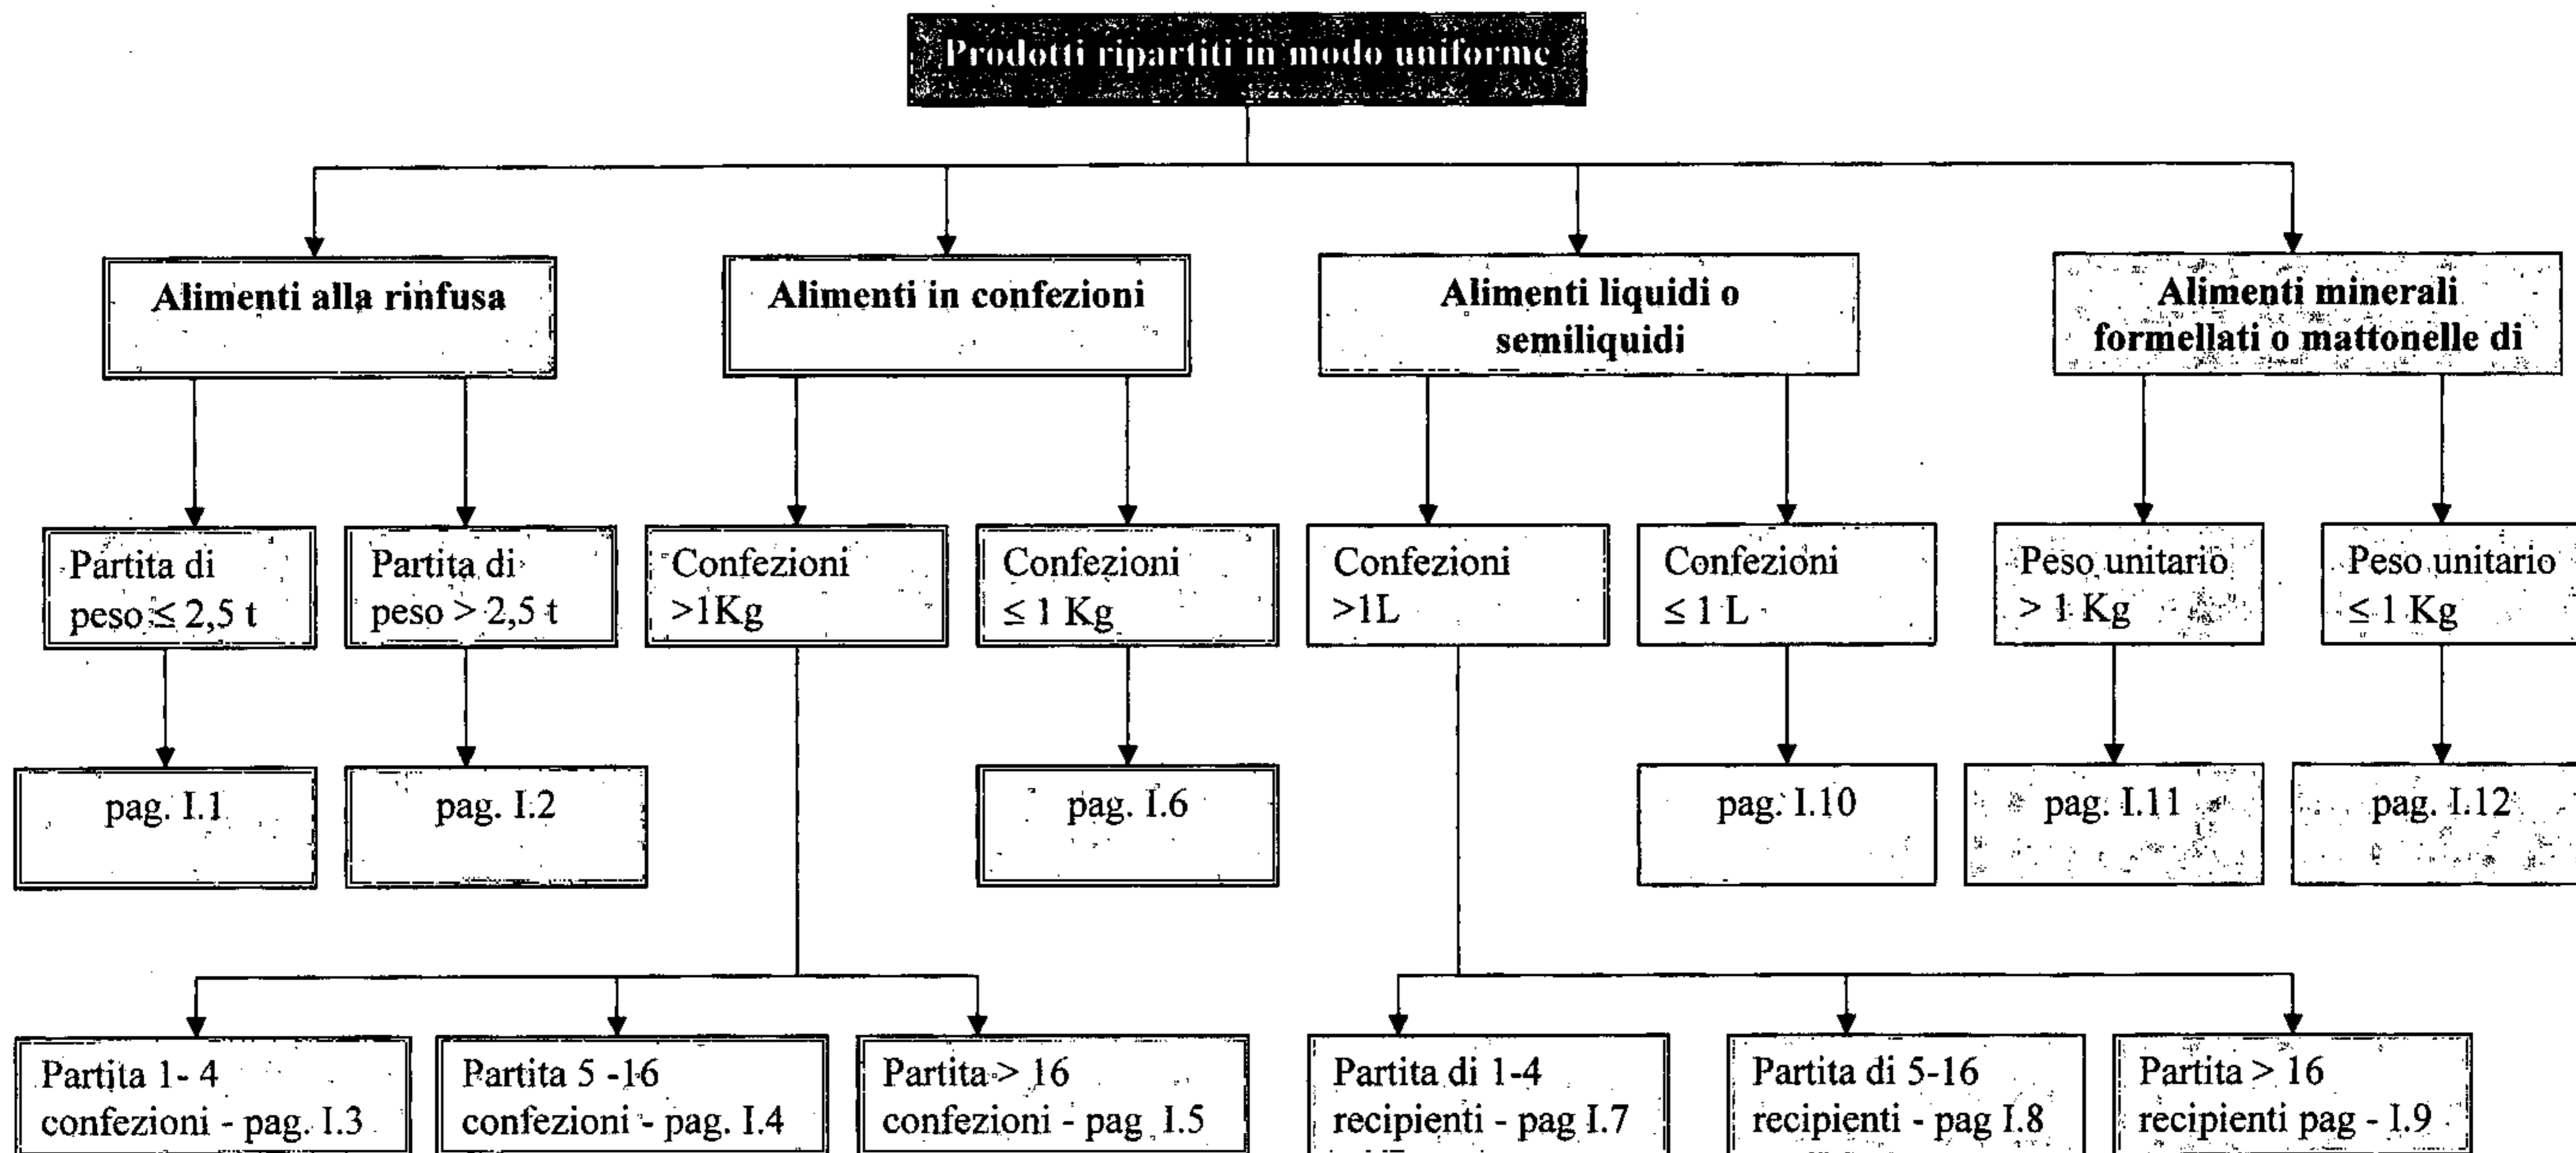 Prodotti ripartiti in modo uniforme
Alimenti alla rinfusa
Alimenti in confezioni
Alimenti liquidi o
semiliquidi
Alimenti minerali
formellati o mattonelle di
Partita di
peso ≤ 2,5 t
Partita di
peso > 2,5 t
Confezioni
>1Kg
Confezioni
≤ 1 Kg
Confezioni
>1L
Confezioni
≤ 1 L
Peso unitario
> 1 Kg
Peso unitario
≤ 1 Kg
pag. I.1
pag. I.2
pag. I.6
pag. I.10
pag. I.11
pag. I.12
Partita 1- 4
confezioni - pag. I.3
Partita 5 -16
confezioni - pag. I.4
Partita > 16
confezioni - pag I.5
Partita di 1-4
recipienti - pag I.7
Partita di 5-16
recipienti - pag I.8
Partita > 16
recipienti pag - I.9